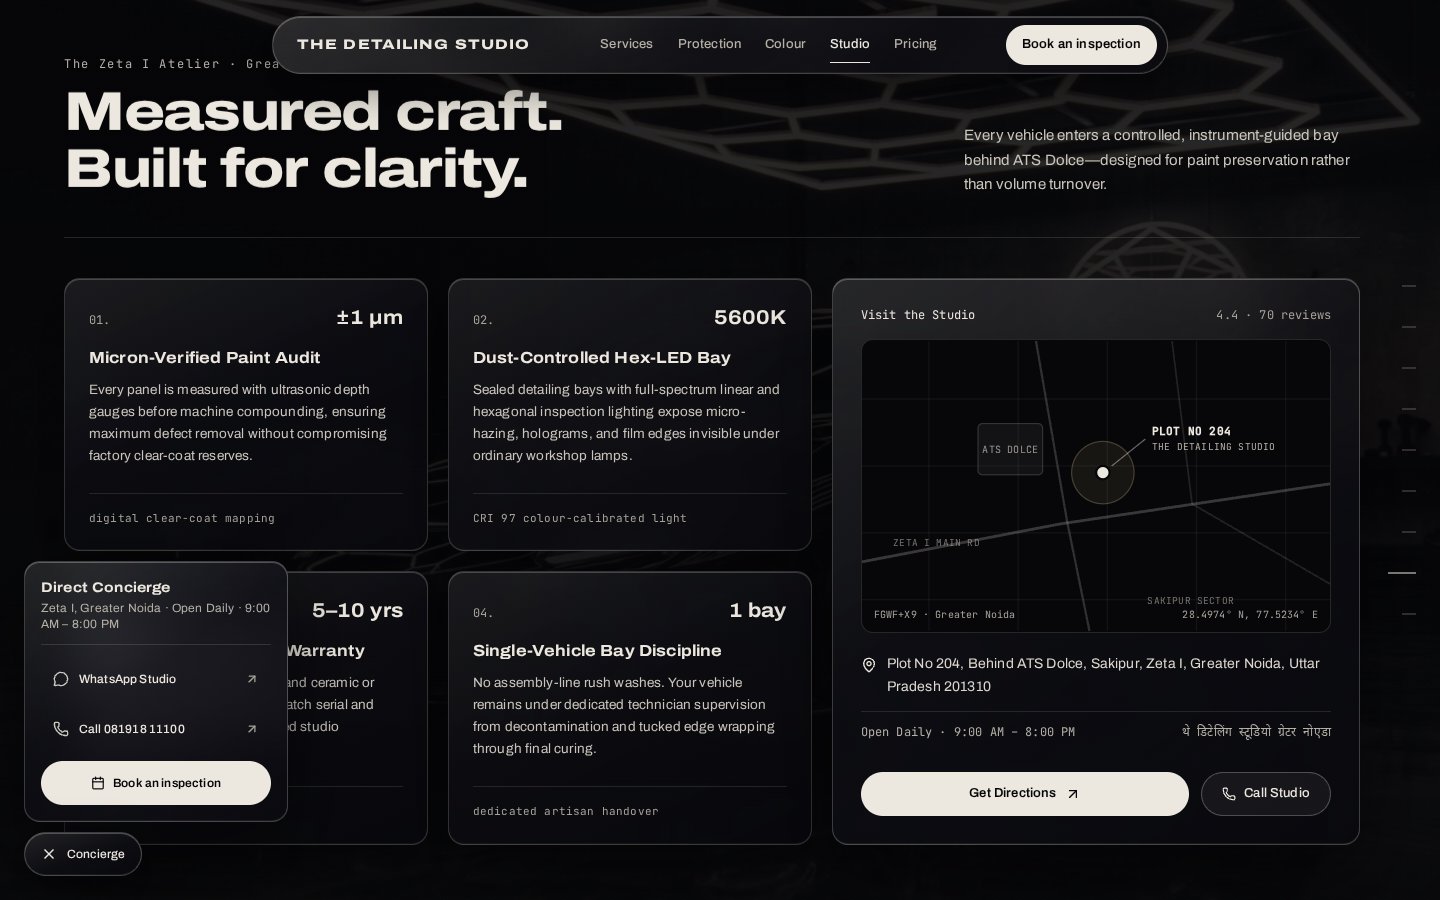 THE DETAILING STUDIO
Services
Protection
Colour
Studio
Pricing
Book an inspection
The Zeta I Atelier · Grea
Measured craft.
Built for clarity.
Every vehicle enters a controlled, instrument-guided bay
behind ATS Dolce—designed for paint preservation rather
than volume turnover.
01.
±1 µm
Micron-Verified Paint Audit
Every panel is measured with ultrasonic depth
gauges before machine compounding, ensuring
maximum defect removal without compromising
factory clear-coat reserves.
digital clear-coat mapping
02.
5600K
Dust-Controlled Hex-LED Bay
Sealed detailing bays with full-spectrum linear and
hexagonal inspection lighting expose micro-
hazing, holograms, and film edges invisible under
ordinary workshop lamps.
CRI 97 colour-calibrated light
5–10 yrs
Warranty
and ceramic or
atch serial and
d studio
04.
1 bay
Single-Vehicle Bay Discipline
No assembly-line rush washes. Your vehicle
remains under dedicated technician supervision
from decontamination and tucked edge wrapping
through final curing.
dedicated artisan handover
Visit the Studio
4.4 · 70 reviews
PLOT NO 204
THE DETAILING STUDIO
ATS DOLCE
ZETA I MAIN RD
SAKIPUR SECTOR
FGWF+X9 · Greater Noida
28.4974° N, 77.5234° E
Plot No 204, Behind ATS Dolce, Sakipur, Zeta I, Greater Noida, Uttar
Pradesh 201310
Open Daily · 9:00 AM – 8:00 PM
थे डिटेलिंग स्टूडियो ग्रेटर नोएडा
Get Directions
Call Studio
Direct Concierge
Zeta I, Greater Noida · Open Daily · 9:00
AM – 8:00 PM
WhatsApp Studio
Call 081918 11100
Book an inspection
Concierge